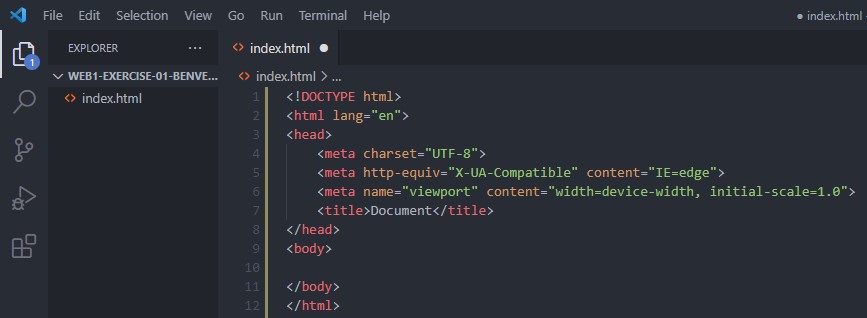 File Edit Selection View Go Run Terminal Help
● index.html -
EXPLORER ...
index.html ●
1
WEB1-EXERCISE-01-BENVE...
index.html > ...
index.html
1 <!DOCTYPE html>
2 <html lang="en">
3 <head>
4 <meta charset="UTF-8">
5 <meta http-equiv="X-UA-Compatible" content="IE=edge">
6 <meta name="viewport" content="width=device-width, initial-scale=1.0">
7 <title>Document</title>
8 </head>
9 <body>
10
11 </body>
12 </html>